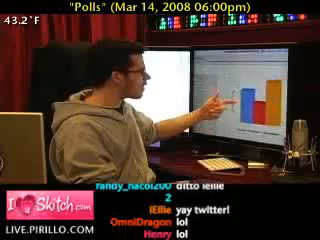 "Polls" (Mar 14, 2008 06:00pm)
43.2°F
randy_nacol200 ditto lellie
2
lEllie yay twitter!
OmniDragon lol
Henry lol
I Skitch.com
LIVE.PIRILLO.COM